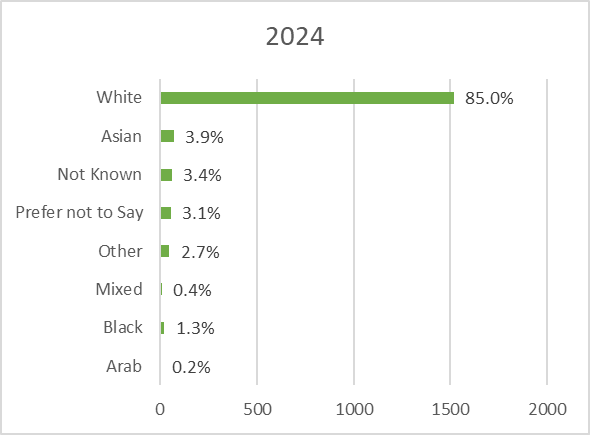 2024
White 85.0%
Asian 3.9%
Not Known 3.4%
Prefer not to Say 3.1%
Other 2.7%
Mixed 0.4%
Black 1.3%
Arab 0.2%
0 500 1000 1500 2000